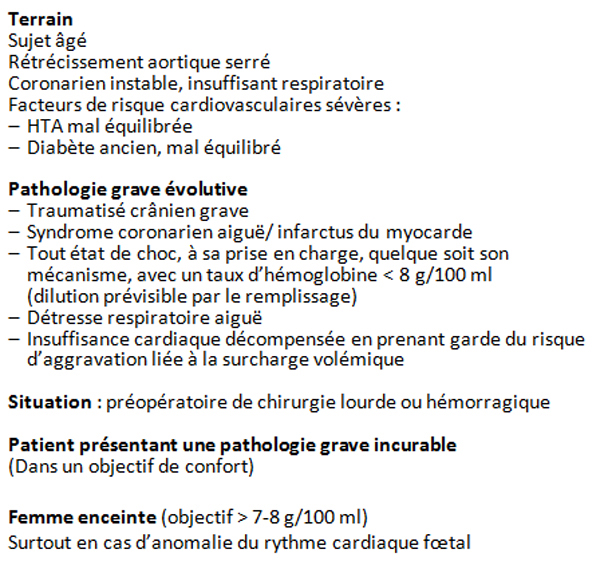 Terrain
Sujet âgé
Rétrécissement aortique serré
Coronarien instable, insuffisant respiratoire
Facteurs de risque cardiovasculaires sévères :
– HTA mal équilibrée
– Diabète ancien, mal équilibré
Pathologie grave évolutive
– Traumatisé crânien grave
– Syndrome coronarien aiguë/ infarctus du myocarde
– Tout état de choc, à sa prise en charge, quelque soit son
mécanisme, avec un taux d’hémoglobine < 8 g/100 ml
(dilution prévisible par le remplissage)
– Détresse respiratoire aiguë
– Insuffisance cardiaque décompensée en prenant garde du risque
d’aggravation liée à la surcharge volémique
Situation : préopératoire de chirurgie lourde ou hémorragique
Patient présentant une pathologie grave incurable
(Dans un objectif de confort)
Femme enceinte (objectif > 7-8 g/100 ml)
Surtout en cas d’anomalie du rythme cardiaque fœtal